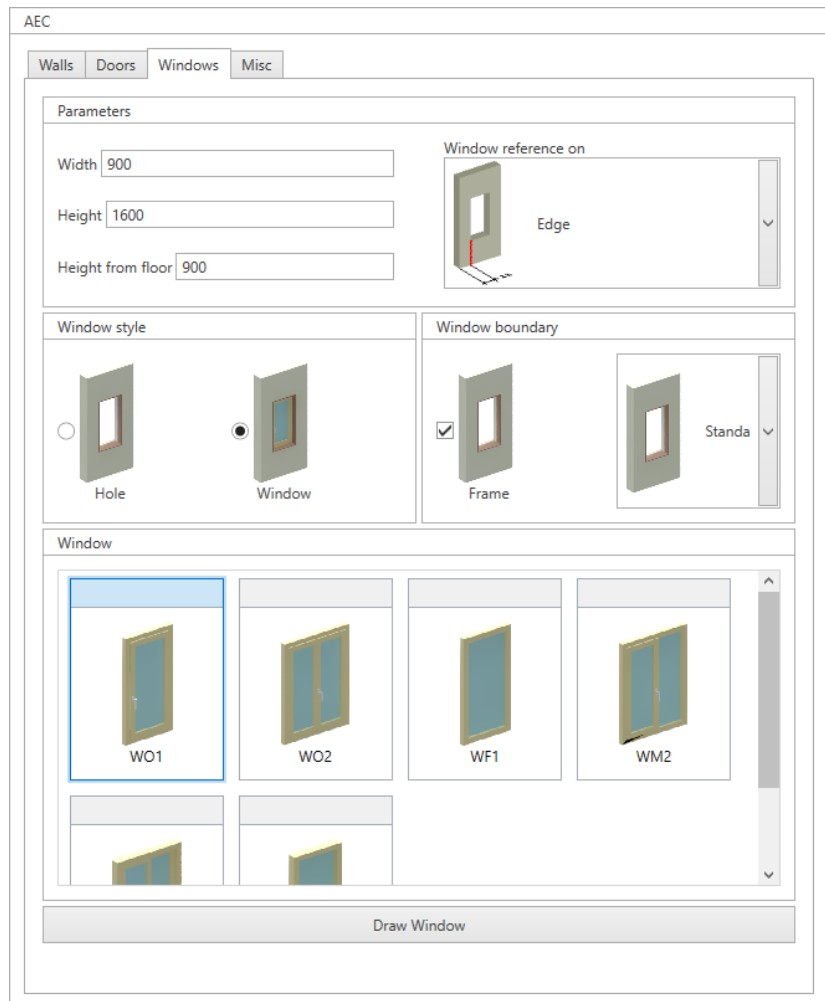 AEC
Walls Doors Windows Misc
Parameters
Width 900
Height 1600
Height from floor 900
Window reference on
Edge
Window style
Hole
Window
Window boundary
Frame
Standa
Window
WO1
WO2
WF1
WM2
Draw Window